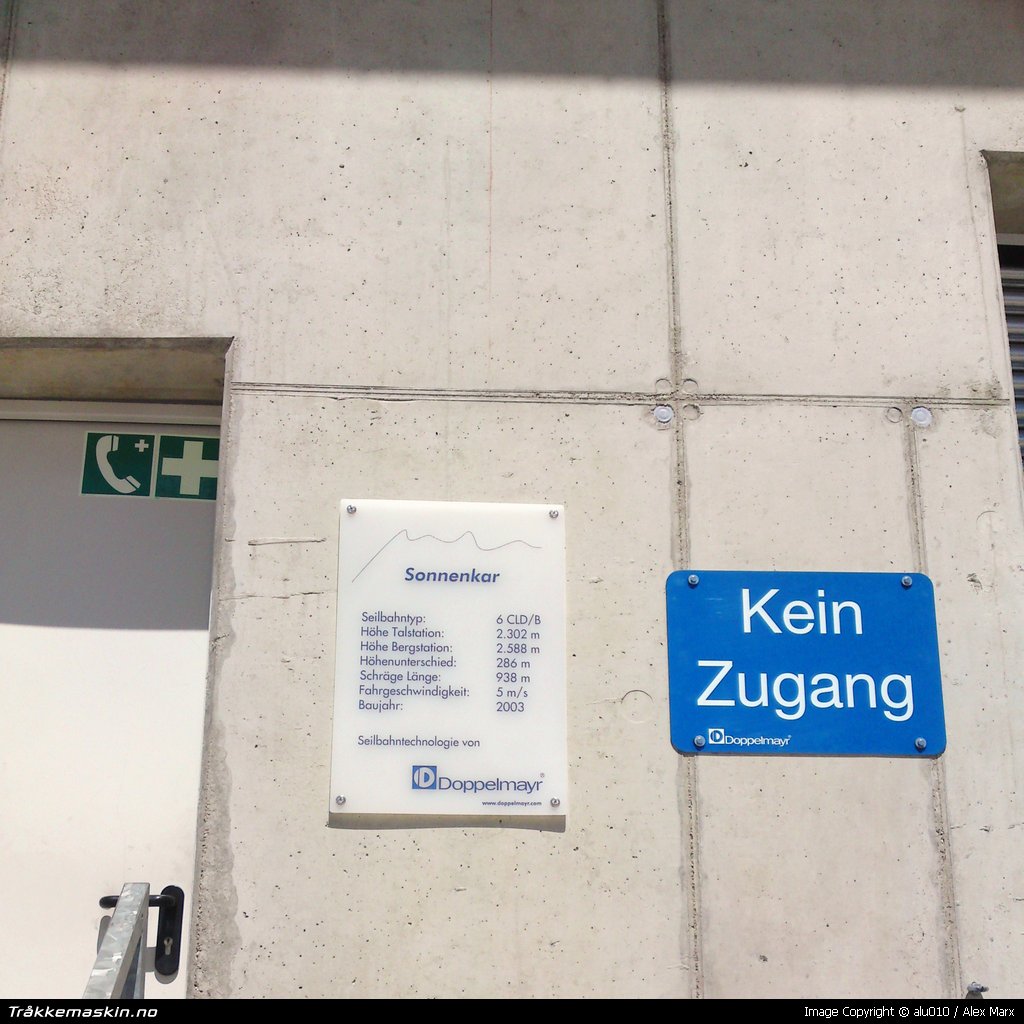 Sonnenkar
Seilbahntyp: 6 CLD/B
Höhe Talstation: 2.302 m
Höhe Bergstation: 2.588 m
Höhenunterschied: 286 m
Schräge Länge: 938 m
Fahrgeschwindigkeit: 5 m/s
Baujahr: 2003
Seilbahntechnologie von
Doppelmayr®
www.doppelmayr.com
Kein
Zugang
Doppelmayr®
Tråkkemaskin.no
Image Copyright © alu010 / Alex Marx